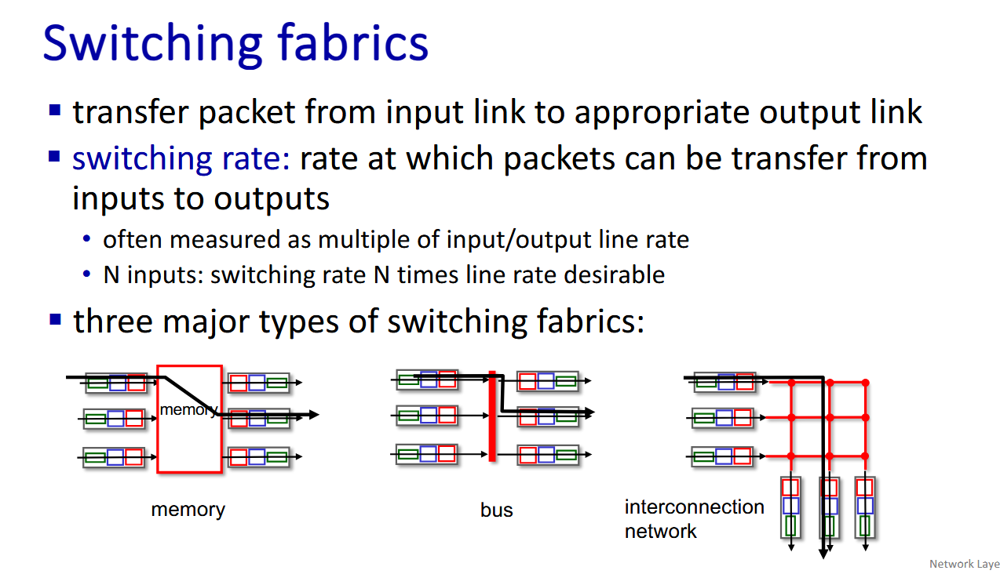 Switching fabrics
▪ transfer packet from input link to appropriate output link
▪ switching rate: rate at which packets can be transfer from
inputs to outputs
• often measured as multiple of input/output line rate
• N inputs: switching rate N times line rate desirable
▪ three major types of switching fabrics:
memory
memory
bus
interconnection
network
Network Laye